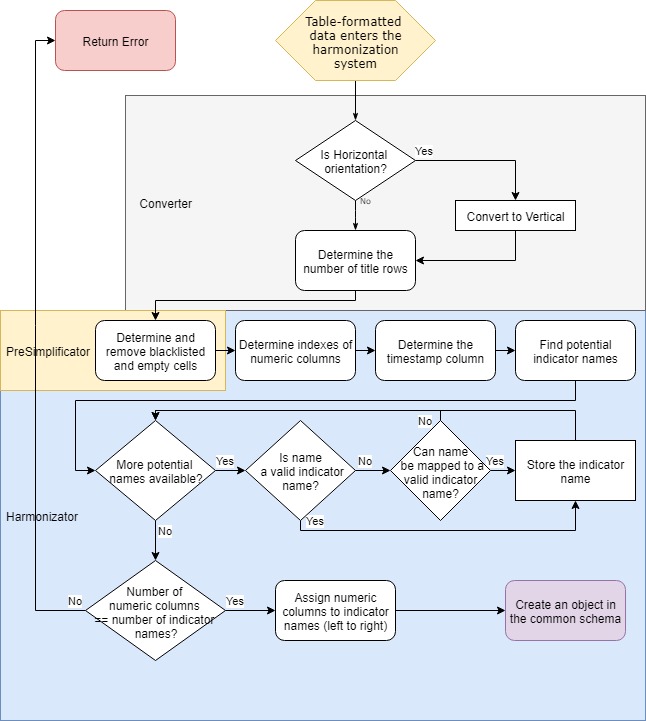 Return Error
Table-formatted
data enters the
harmonization
system
Is Horizontal
orientation?
Yes
No
Converter
Convert to Vertical
Determine the
number of title rows
PreSimplificator
Determine and
remove blacklisted
and empty cells
Determine indexes of
numeric columns
Determine the
timestamp column
Find potential
indicator names
More potential
names available?
Yes
Is name
a valid indicator
name?
No
Can name
be mapped to a
valid indicator
name?
No
Yes
Store the indicator
name
Yes
Harmonizator
No
No
Number of
numeric columns
== number of indicator
names?
Yes
Assign numeric
columns to indicator
names (left to right)
Create an object in
the common schema